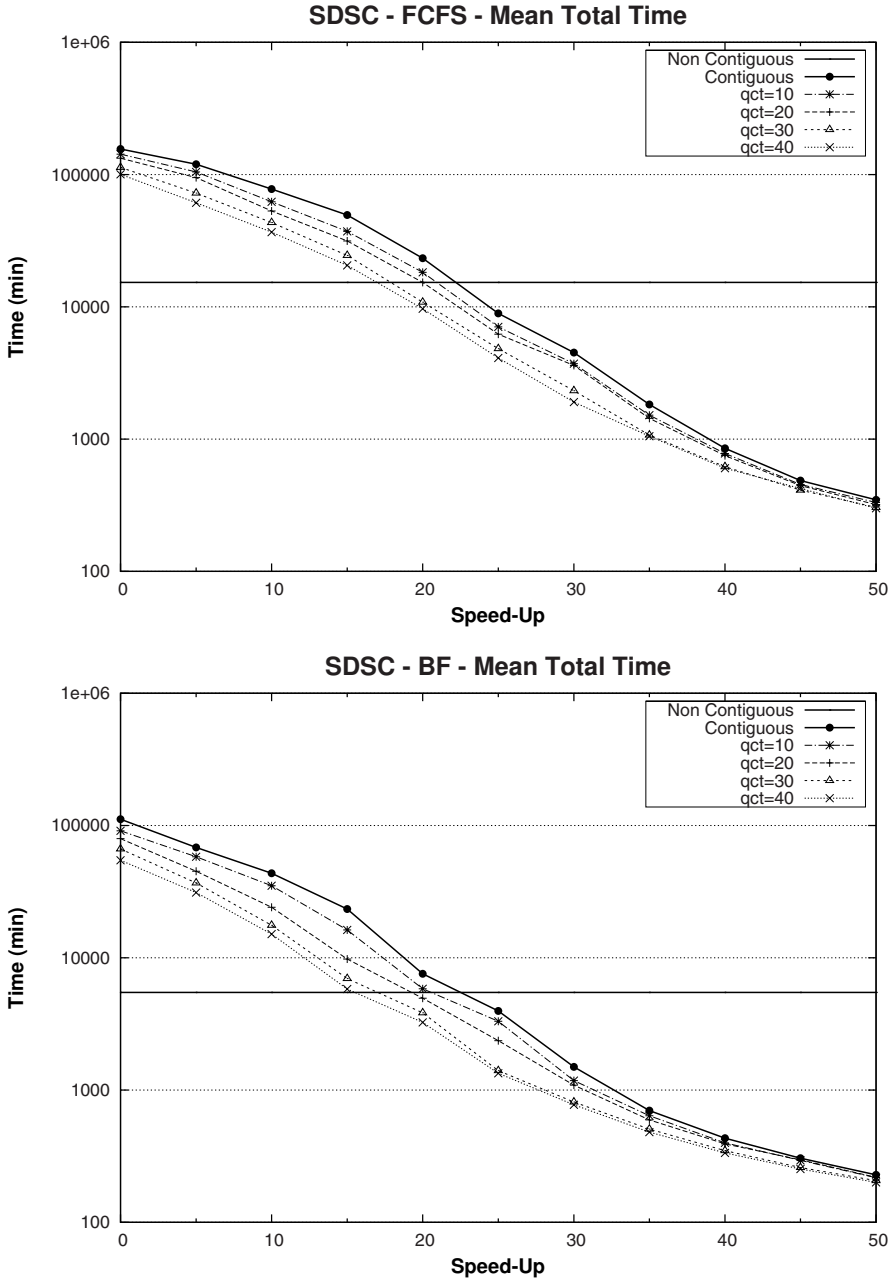 SDSC - FCFS - Mean Total Time
1e+06
100000
10000
1000
100
Time (min)
Non Contiguous
Contiguous
qct=10
qct=20
qct=30
qct=40
0
10
20
30
40
50
Speed-Up
SDSC - BF - Mean Total Time
1e+06
100000
10000
1000
100
Time (min)
Non Contiguous
Contiguous
qct=10
qct=20
qct=30
qct=40
0
10
20
30
40
50
Speed-Up